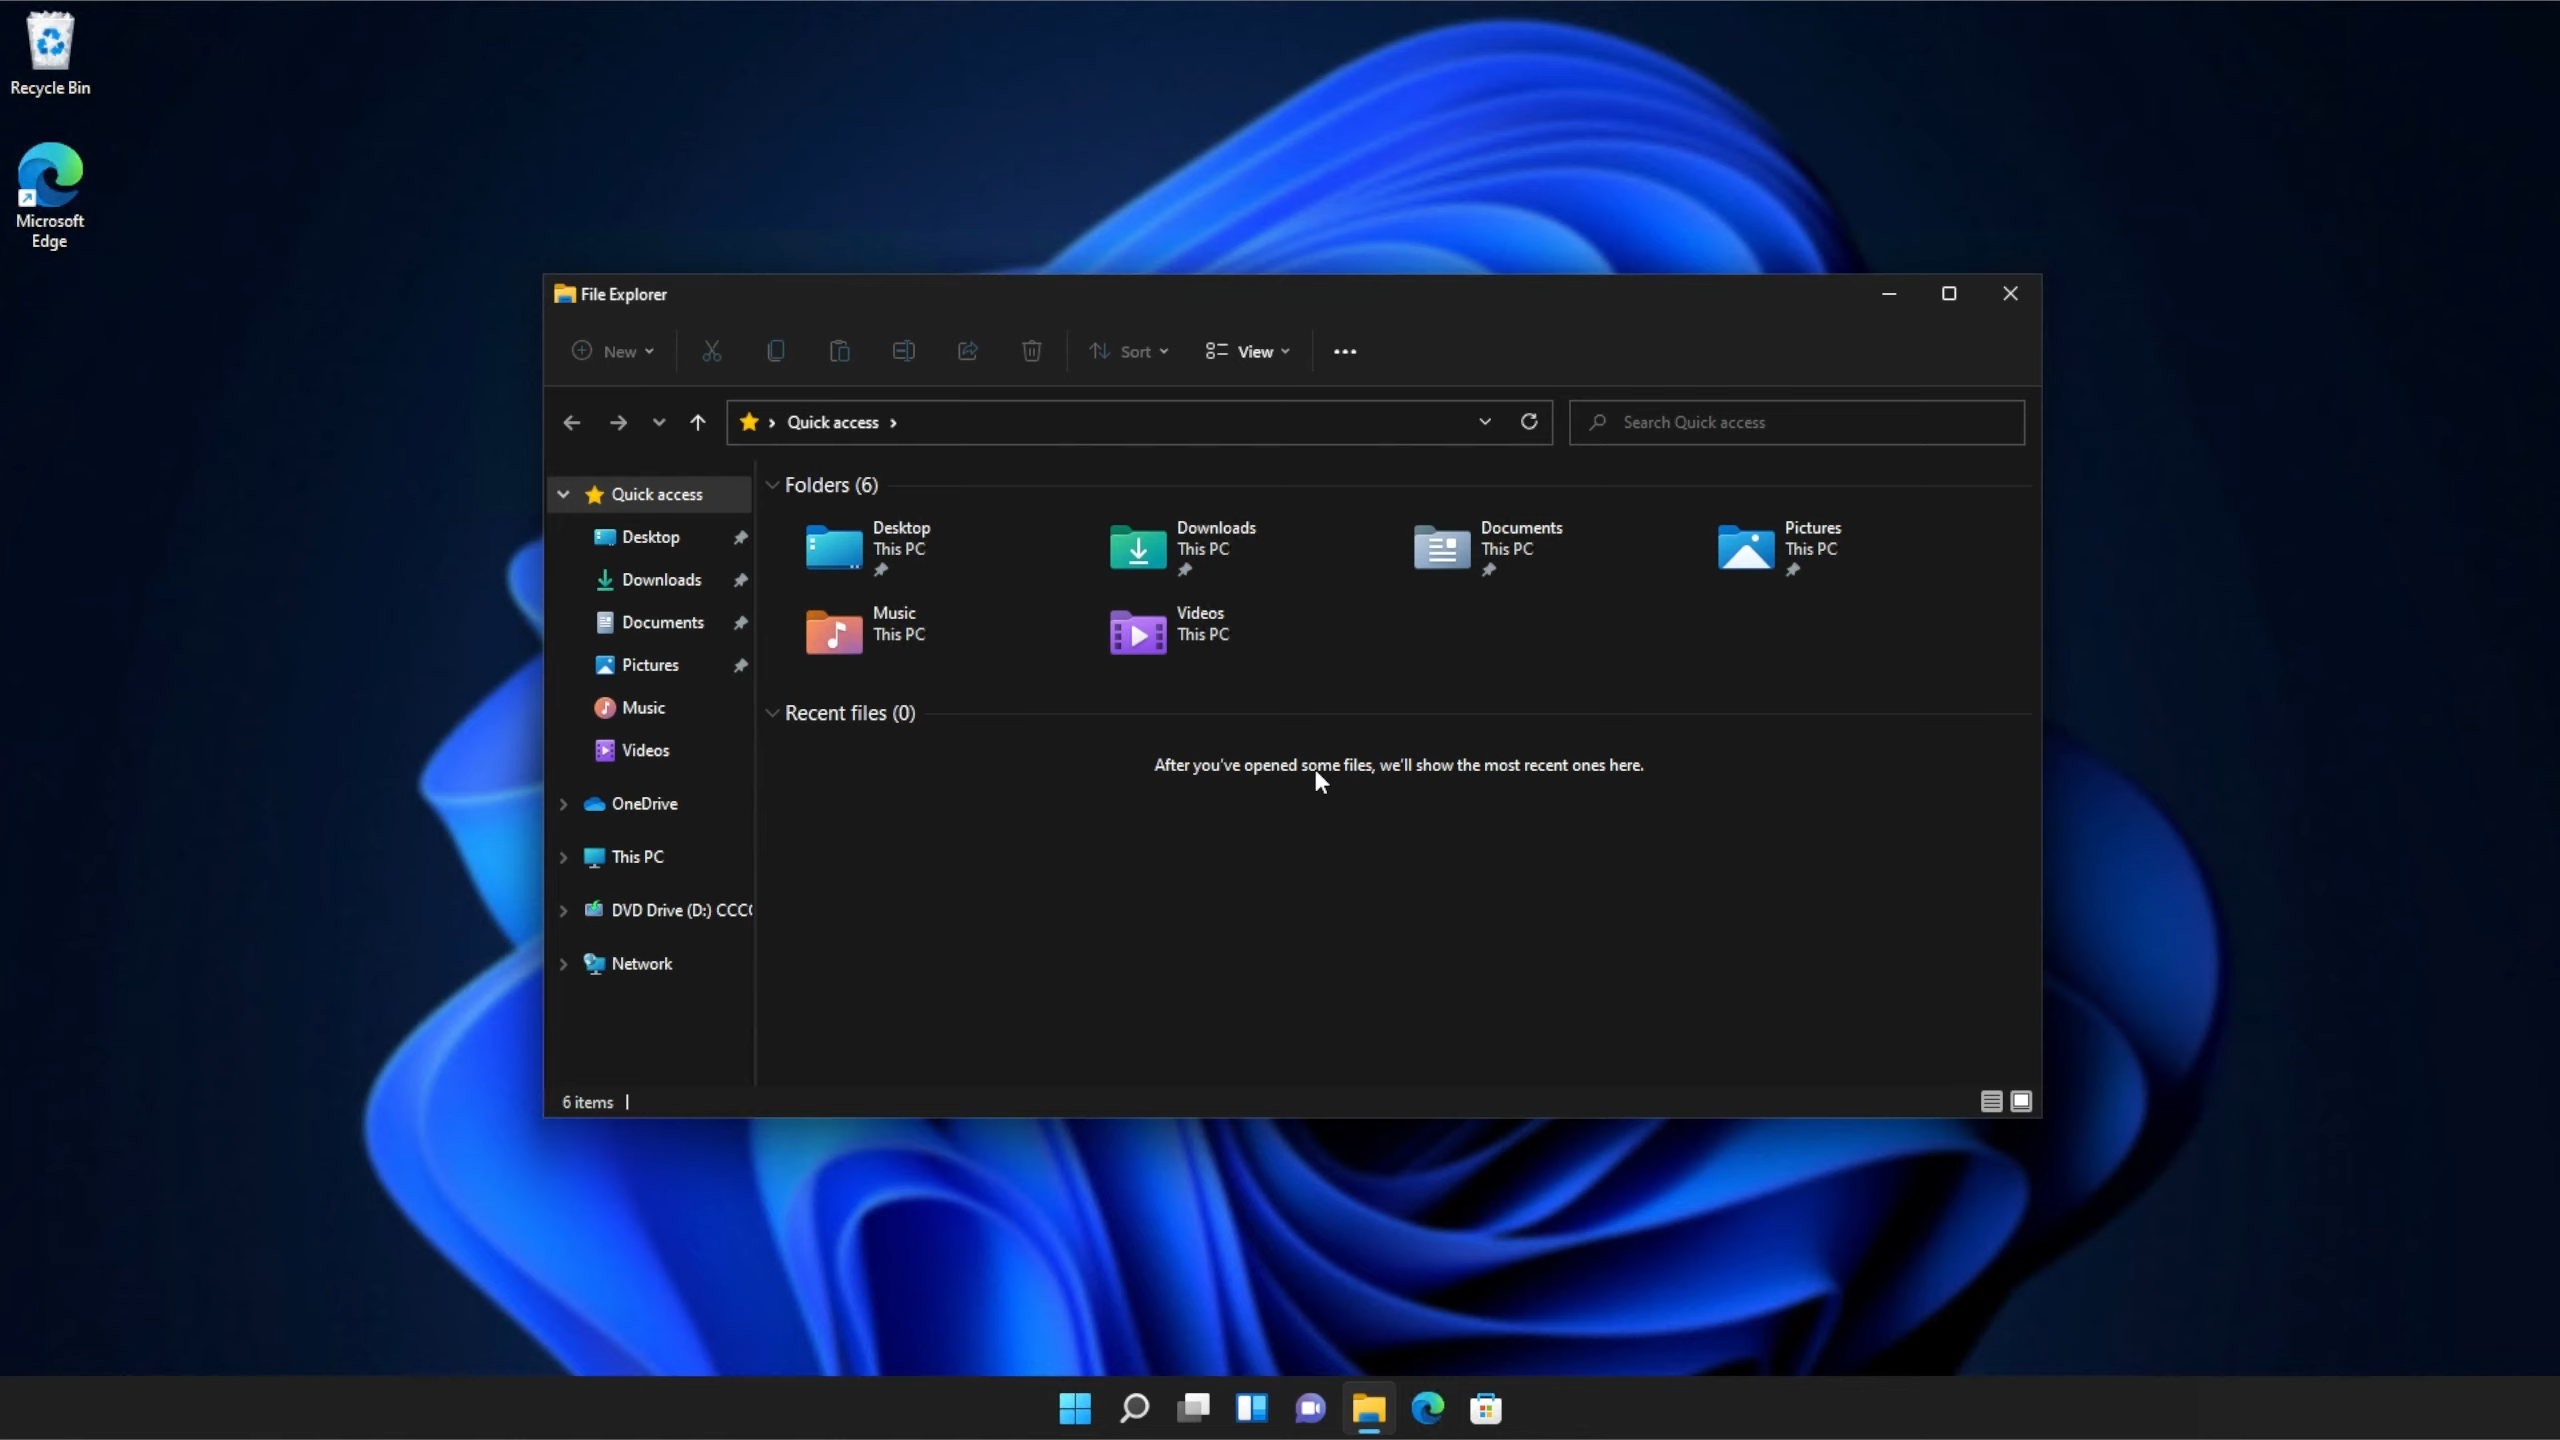 Recycle Bin
Microsoft
Edge
File Explorer
New
Sort
View
Quick access
Search Quick access
Quick access
Desktop
Downloads
Documents
Pictures
Music
Videos
OneDrive
This PC
DVD Drive (D:) CCC
Network
Folders (6)
Desktop
This PC
Downloads
This PC
Documents
This PC
Pictures
This PC
Music
This PC
Videos
This PC
Recent files (0)
After you've opened some files, we'll show the most recent ones here.
6 items